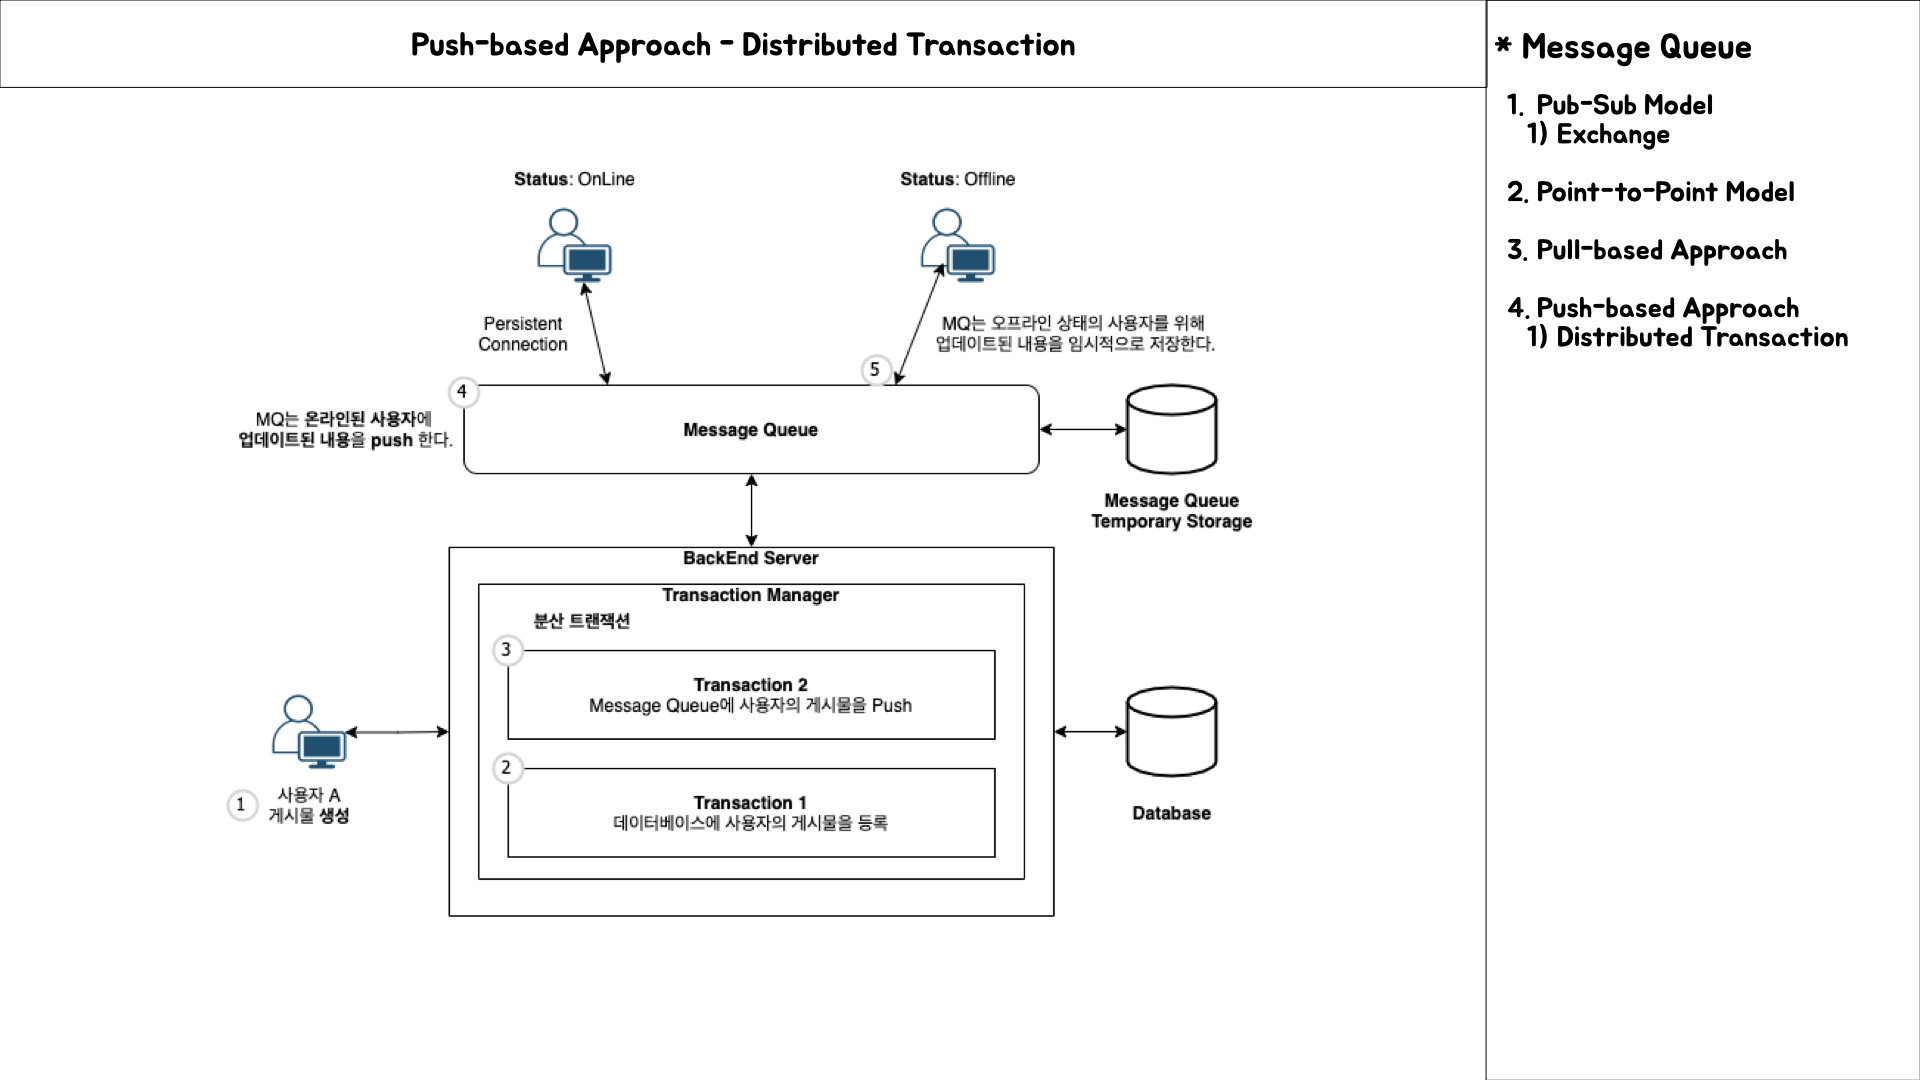 Push-based Approach - Distributed Transaction
Status: OnLine
Status: Offline
Persistent
Connection
MQ는 오프라인 상태의 사용자를 위해
업데이트된 내용을 임시적으로 저장한다.
5
4
MQ는 온라인된 사용자에
업데이트된 내용을 push 한다.
Message Queue
Message Queue
Temporary Storage
BackEnd Server
Transaction Manager
분산 트랜잭션
3
Transaction 2
Message Queue에 사용자의 게시물을 Push
2
Transaction 1
데이터베이스에 사용자의 게시물을 등록
1
사용자 A
게시물 생성
Database
* Message Queue
1. Pub-Sub Model
1) Exchange
2. Point-to-Point Model
3. Pull-based Approach
4. Push-based Approach
1) Distributed Transaction